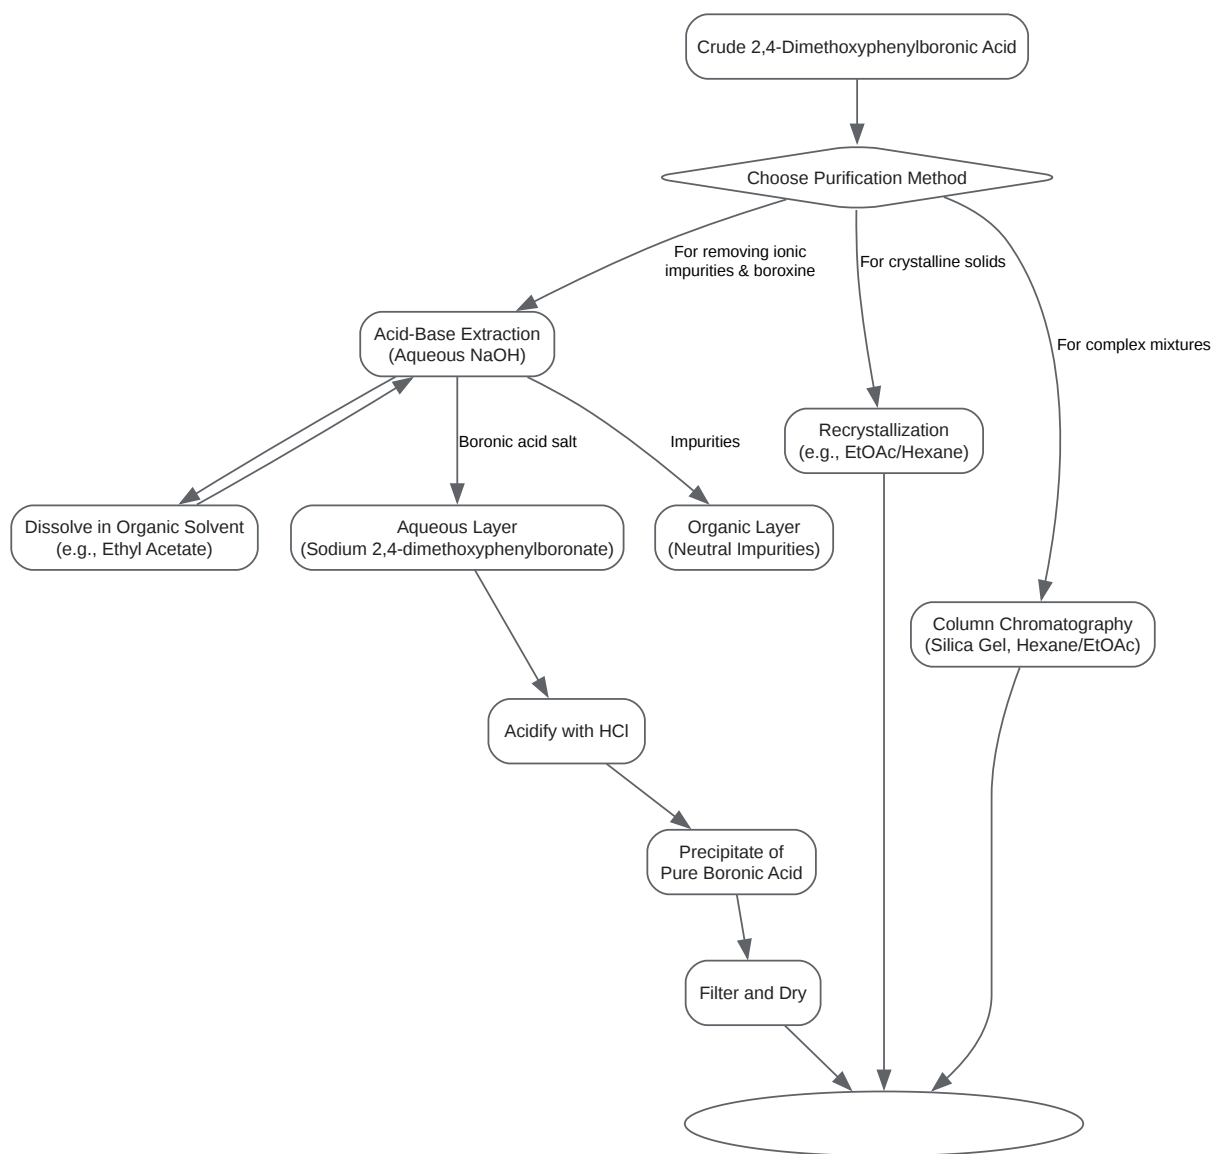 Crude 2,4-Dimethoxyphenylboronic Acid
Choose Purification Method
For removing ionic
impurities & boroxine
For crystalline solids
Acid-Base Extraction
(Aqueous NaOH)
For complex mixtures
Recrystallization
(e.g., EtOAc/Hexane)
Boronic acid salt
Impurities
Dissolve in Organic Solvent
(e.g., Ethyl Acetate)
Aqueous Layer
(Sodium 2,4-dimethoxyphenylboronate)
Organic Layer
(Neutral Impurities)
Column Chromatography
(Silica Gel, Hexane/EtOAc)
Acidify with HCl
Precipitate of
Pure Boronic Acid
Filter and Dry